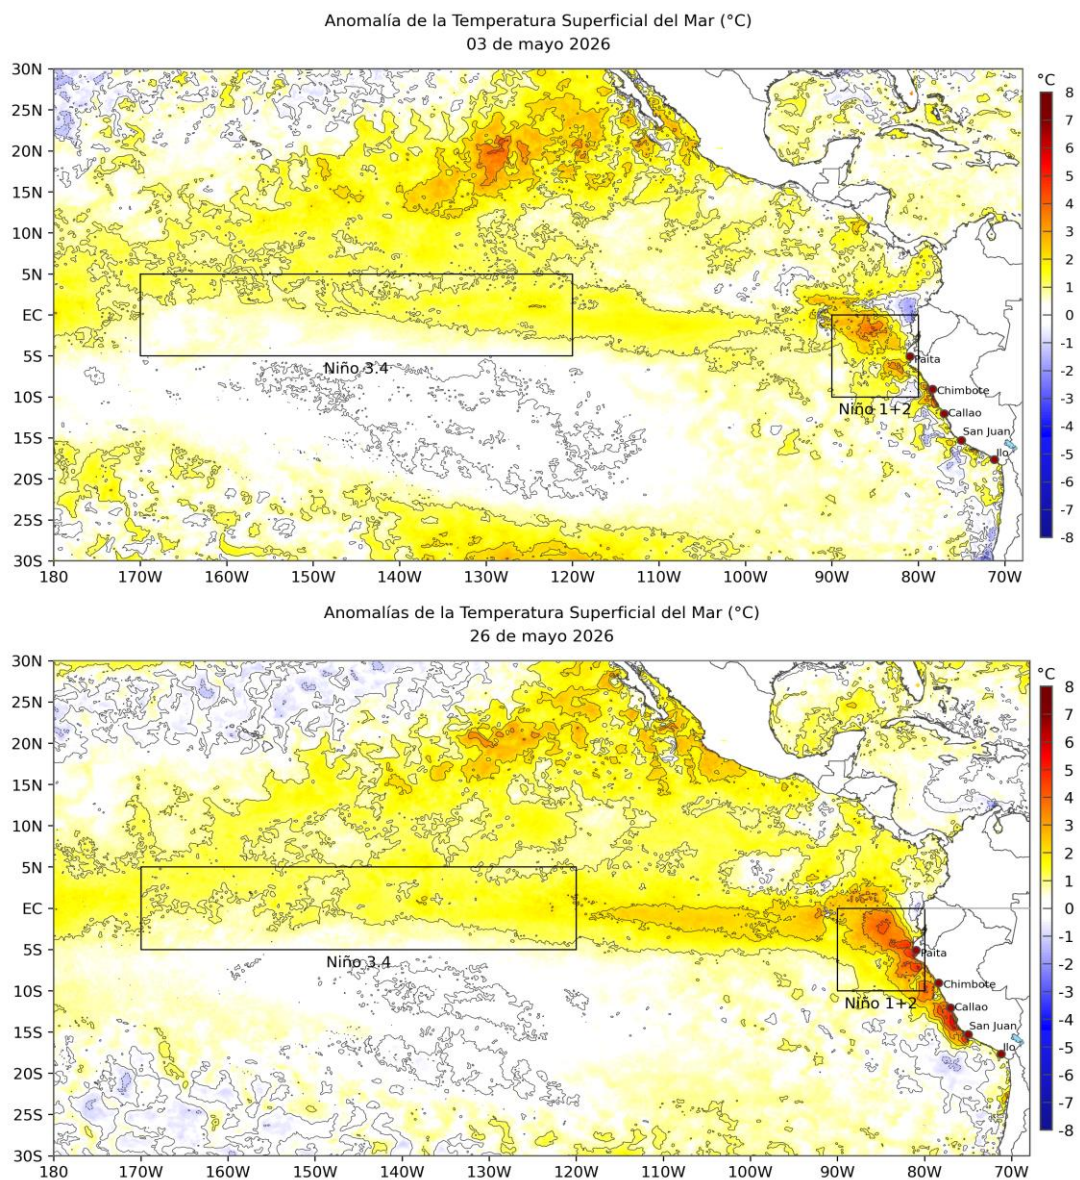 Anomalía de la Temperatura Superficial del Mar (°C)
03 de mayo 2026
30N
25N
20N
15N
10N
5N
EC
5S
10S
15S
20S
25S
30S
180
170W
160W
150W
140W
130W
120W
110W
100W
90W
80W
70W
Niño 3.4
Niño 1+2
Paita
Chimbote
Callao
San Juan
Ilo
°C
8
7
6
5
4
3
2
1
0
-1
-2
-3
-4
-5
-6
-7
-8
Anomalías de la Temperatura Superficial del Mar (°C)
26 de mayo 2026
30N
25N
20N
15N
10N
5N
EC
5S
10S
15S
20S
25S
30S
180
170W
160W
150W
140W
130W
120W
110W
100W
90W
80W
70W
Niño 3.4
Niño 1+2
Paita
Chimbote
Callao
San Juan
Ilo
°C
8
7
6
5
4
3
2
1
0
-1
-2
-3
-4
-5
-6
-7
-8